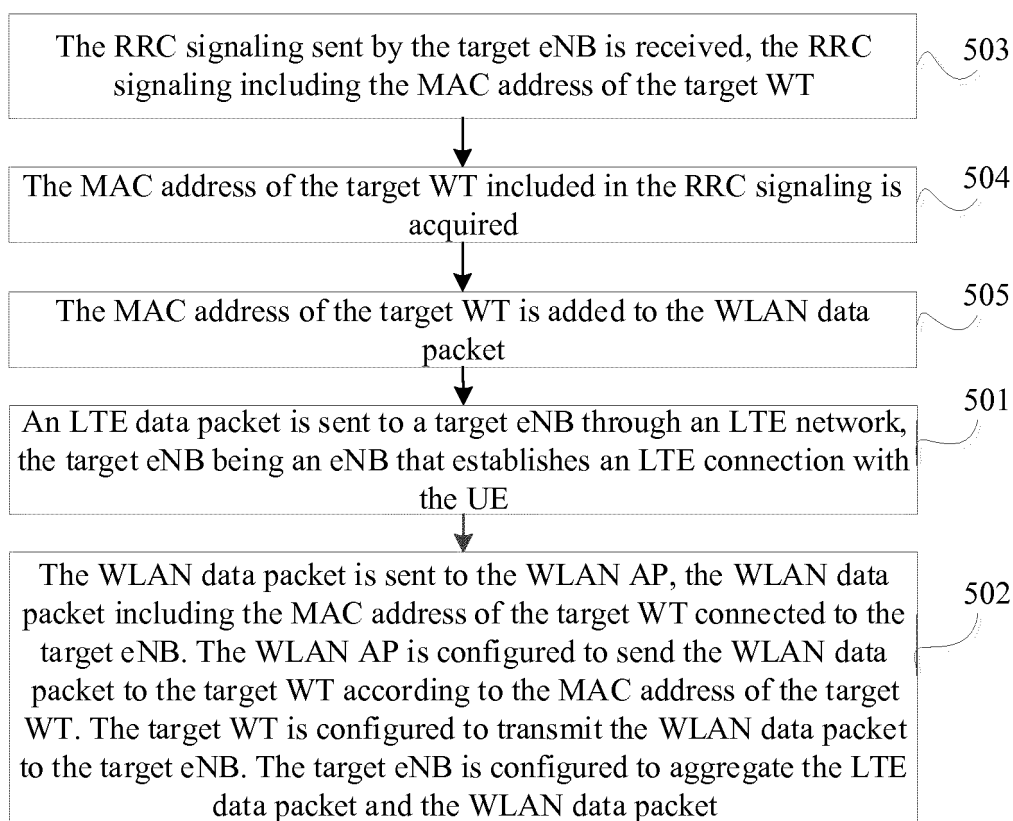 The RRC signaling sent by the target eNB is received, the RRC
signaling including the MAC address of the target WT
503
The MAC address of the target WT included in the RRC signaling is
acquired
504
The MAC address of the target WT is added to the WLAN data
packet
505
An LTE data packet is sent to a target eNB through an LTE network,
the target eNB being an eNB that establishes an LTE connection with
the UE
501
The WLAN data packet is sent to the WLAN AP, the WLAN data
packet including the MAC address of the target WT connected to the
target eNB. The WLAN AP is configured to send the WLAN data
packet to the target WT according to the MAC address of the target
WT. The target WT is configured to transmit the WLAN data packet
to the target eNB. The target eNB is configured to aggregate the LTE
data packet and the WLAN data packet
502